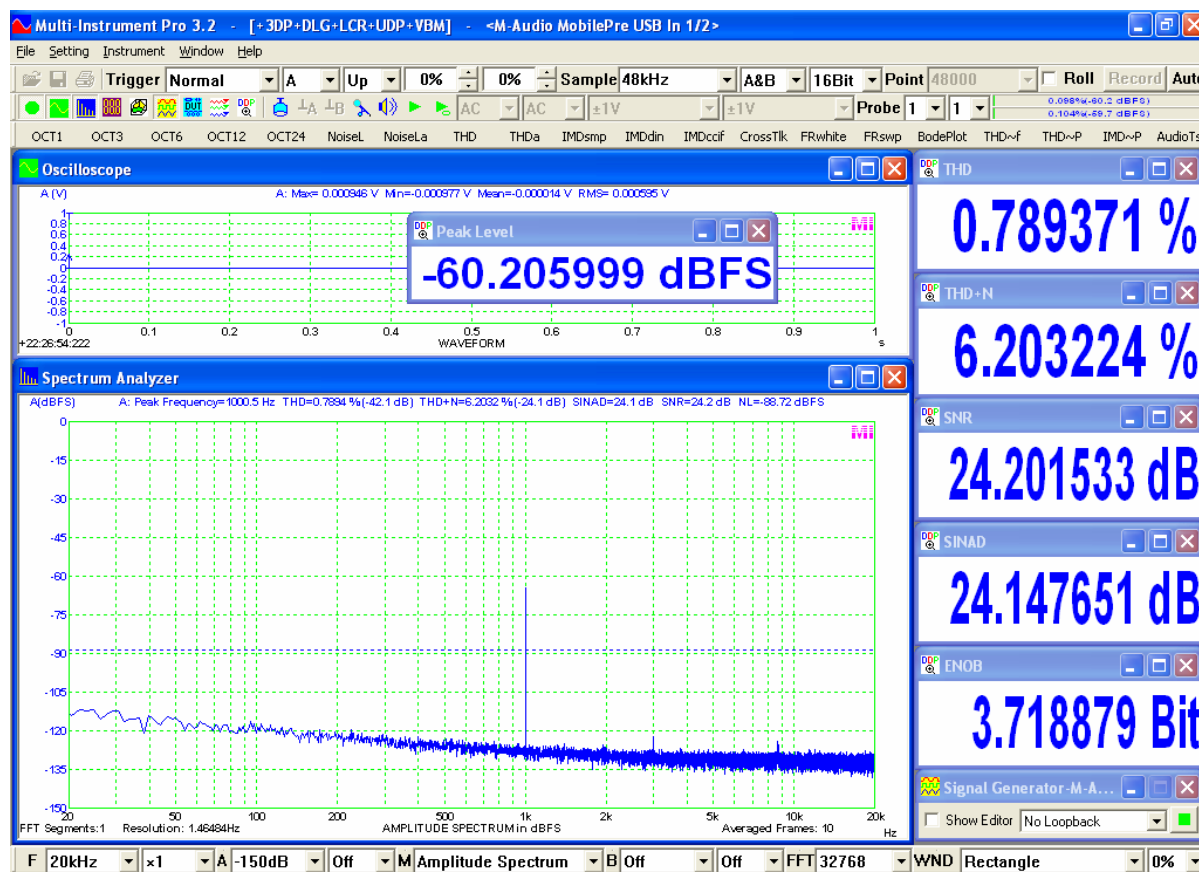 Multi-Instrument Pro 3.2 - [+3DP+DLG+LCR+UDP+VBM] - <M-Audio MobilePre USB In 1/2>
File Setting Instrument Window Help
Trigger Normal A Up 0% 0% Sample 48kHz A&B 16Bit Point 48000 Roll Record Auto
AC AC ±1V ±1V Probe 1 1
0.098%(-60.2 dBFS)
0.104%(-59.7 dBFS)
OCT1 OCT3 OCT6 OCT12 OCT24 NoiseL NoiseLa THD THDa IMDsmp IMDdin IMDccif CrossTlk FRwhite FRswp BodePlot THD~f THD~P IMD~P AudioTs
Oscilloscope
A (V) A: Max= 0.000946 V Min=-0.000977 V Mean=-0.000014 V RMS= 0.000595 V
MI
1
0.8
0.6
0.4
0.2
0
-0.2
-0.4
-0.6
-0.8
-1
0 0.1 0.2 0.3 0.4 0.5 0.6 0.7 0.8 0.9 1
+22:26:54:222 WAVEFORM s
DDP Peak Level
-60.205999 dBFS
Spectrum Analyzer
A(dBFS) A: Peak Frequency=1000.5 Hz THD=0.7894 %(-42.1 dB) THD+N=6.2032 %(-24.1 dB) SINAD=24.1 dB SNR=24.2 dB NL=-88.72 dBFS
MI
0
-15
-30
-45
-60
-75
-90
-105
-120
-135
-150
20 50 100 200 500 1k 2k 5k 10k 20k
FFT Segments:1 Resolution: 1.46484Hz AMPLITUDE SPECTRUM in dBFS Averaged Frames: 10 Hz
DDP THD
0.789371 %
DDP THD+N
6.203224 %
DDP SNR
24.201533 dB
DDP SINAD
24.147651 dB
DDP ENOB
3.718879 Bit
Signal Generator-M-A...
Show Editor No Loopback
F 20kHz ×1 A -150dB Off M Amplitude Spectrum B Off Off FFT 32768 WND Rectangle 0%